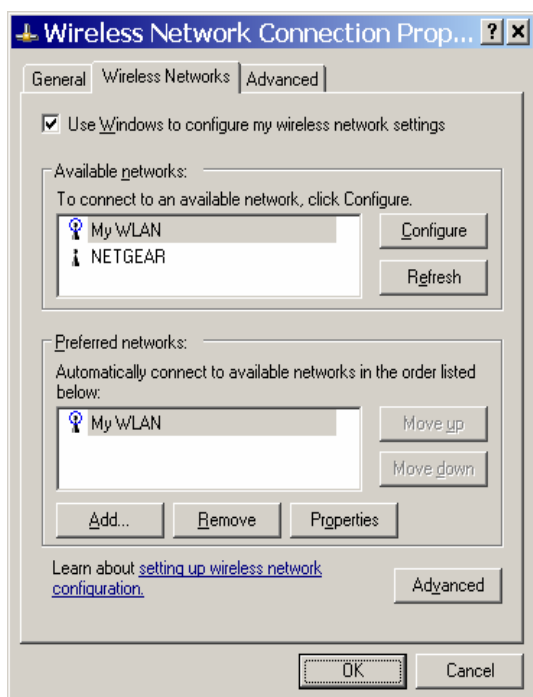 Wireless Network Connection Prop... ? ×
General Wireless Networks Advanced
Use Windows to configure my wireless network settings
Available networks:
To connect to an available network, click Configure.
My WLAN
Configure
NETGEAR
Refresh
Preferred networks:
Automatically connect to available networks in the order listed
below:
My WLAN
Move up
Move down
Add... Remove Properties
Learn about setting up wireless network
configuration.
Advanced
OK Cancel